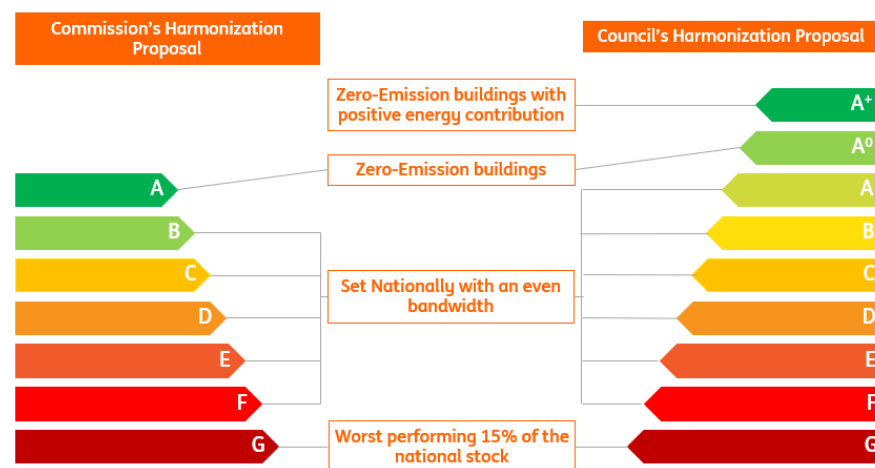 Commission's Harmonization
Proposal
Council's Harmonization Proposal
Zero-Emission buildings with
positive energy contribution
A⁺
Zero-Emission buildings
A⁰
A
A
B
B
C
Set Nationally with an even
bandwidth
C
D
D
E
E
F
F
G
Worst performing 15% of the
national stock
G